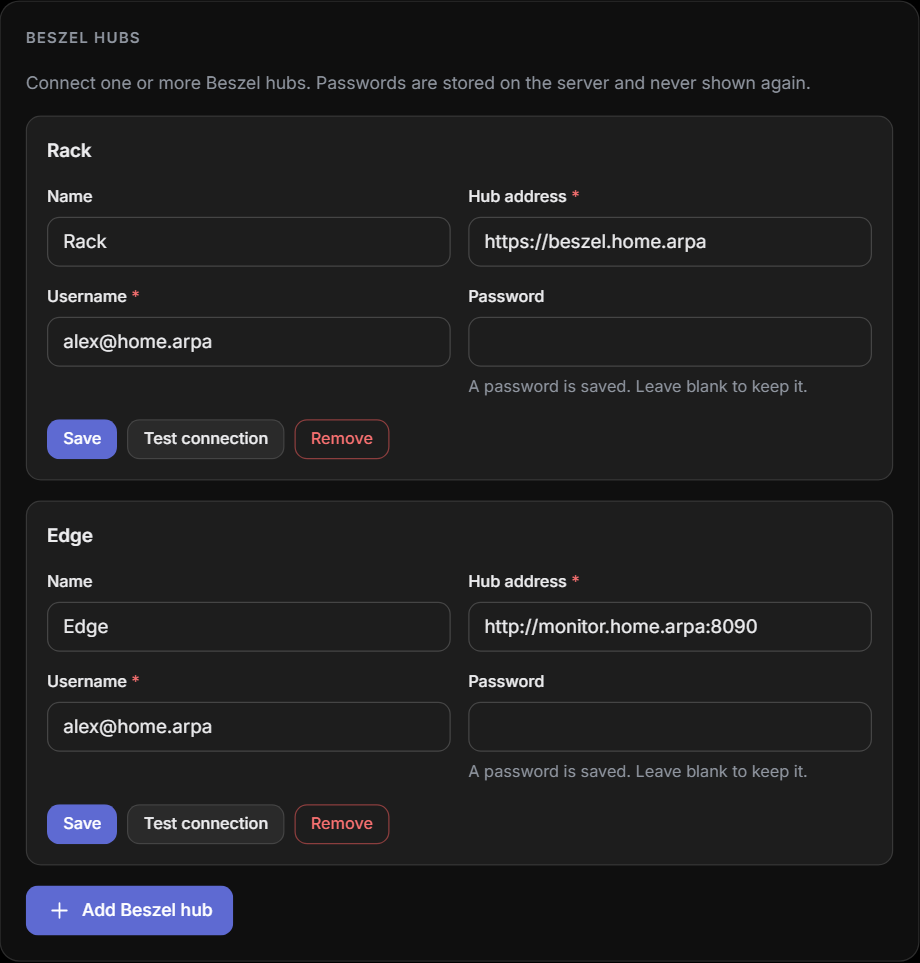 BESZEL HUBS
Connect one or more Beszel hubs. Passwords are stored on the server and never shown again.
Rack
Name
Hub address *
Rack
https://beszel.home.arpa
Username *
Password
alex@home.arpa
A password is saved. Leave blank to keep it.
Save
Test connection
Remove
Edge
Name
Hub address *
Edge
http://monitor.home.arpa:8090
Username *
Password
alex@home.arpa
A password is saved. Leave blank to keep it.
Save
Test connection
Remove
+ Add Beszel hub